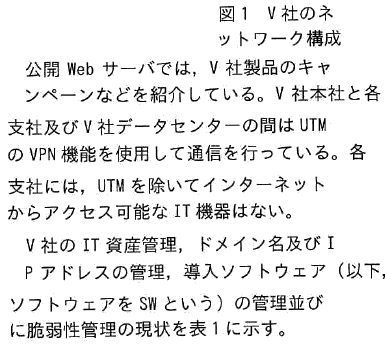 図1 V社のネ
ットワーク構成
公開 Web サーバでは，V 社製品のキャ
ンペーンなどを紹介している。V 社本社と各
支社及び V 社データセンターの間は UTM
の VPN 機能を使用して通信を行っている。各
支社には，UTM を除いてインターネット
からアクセス可能な IT 機器はない。
V 社の IT 資産管理，ドメイン名及び I
P アドレスの管理，導入ソフトウェア（以下，
ソフトウェアを SW という）の管理並び
に脆弱性管理の現状を表1に示す。